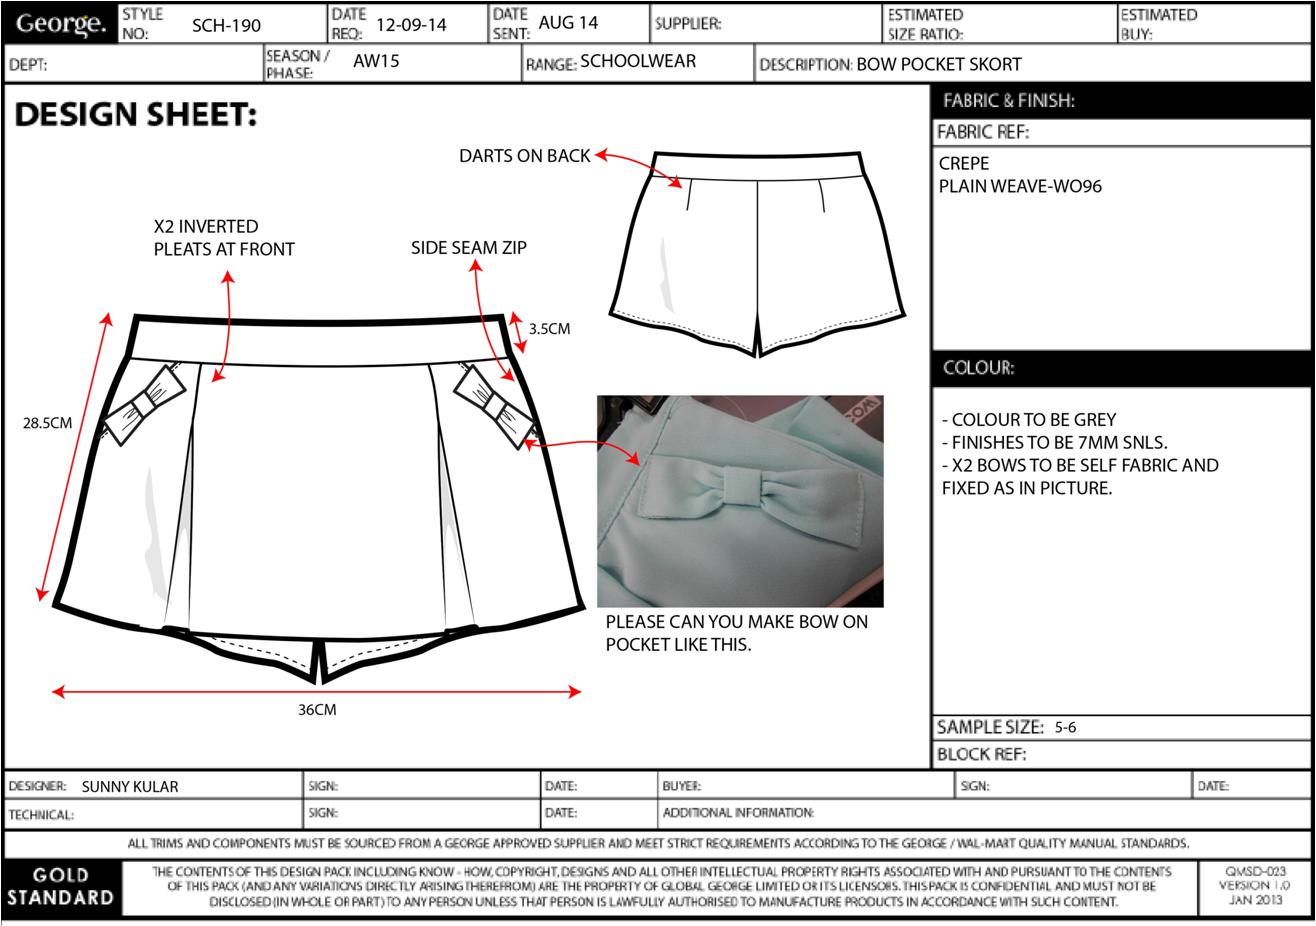 George.
STYLE NO: SCH-190
DATE REQ: 12-09-14
DATE SENT: AUG 14
SUPPLIER:
ESTIMATED SIZE RATIO:
ESTIMATED BUY:
DEPT:
SEASON / PHASE: AW15
RANGE: SCHOOLWEAR
DESCRIPTION: BOW POCKET SKORT
DESIGN SHEET:
DARTS ON BACK
X2 INVERTED
PLEATS AT FRONT
SIDE SEAM ZIP
3.5CM
28.5CM
36CM
COM
PLEASE CAN YOU MAKE BOW ON
POCKET LIKE THIS.
FABRIC & FINISH:
FABRIC REF:
CREPE
PLAIN WEAVE-WO96
COLOUR:
- COLOUR TO BE GREY
- FINISHES TO BE 7MM SNLS.
- X2 BOWS TO BE SELF FABRIC AND
FIXED AS IN PICTURE.
SAMPLE SIZE: 5-6
BLOCK REF:
DESIGNER: SUNNY KULAR
SIGN:
DATE:
BUYER:
SIGN:
DATE:
TECHNICAL:
SIGN:
DATE:
ADDITIONAL INFORMATION:
ALL TRIMS AND COMPONENTS MUST BE SOURCED FROM A GEORGE APPROVED SUPPLIER AND MEET STRICT REQUIREMENTS ACCORDING TO THE GEORGE / WAL-MART QUALITY MANUAL STANDARDS.
GOLD
STANDARD
THE CONTENTS OF THIS DESIGN PACK INCLUDING KNOW - HOW, COPYRIGHT, DESIGNS AND ALL OTHER INTELLECTUAL PROPERTY RIGHTS ASSOCIATED WITH AND PURSUANT TO THE CONTENTS
OF THIS PACK (AND ANY VARIATIONS DIRECTLY ARISING THEREFROM) ARE THE PROPERTY OF GLOBAL GEORGE LIMITED OR ITS LICENSORS. THIS PACK IS CONFIDENTIAL AND MUST NOT BE
DISCLOSED (IN WHOLE OR PART) TO ANY PERSON UNLESS THAT PERSON IS LAWFULLY AUTHORISED TO MANUFACTURE PRODUCTS IN ACCORDANCE WITH SUCH CONTENT.
QMSD-023
VERSION 1.0
JAN 2013